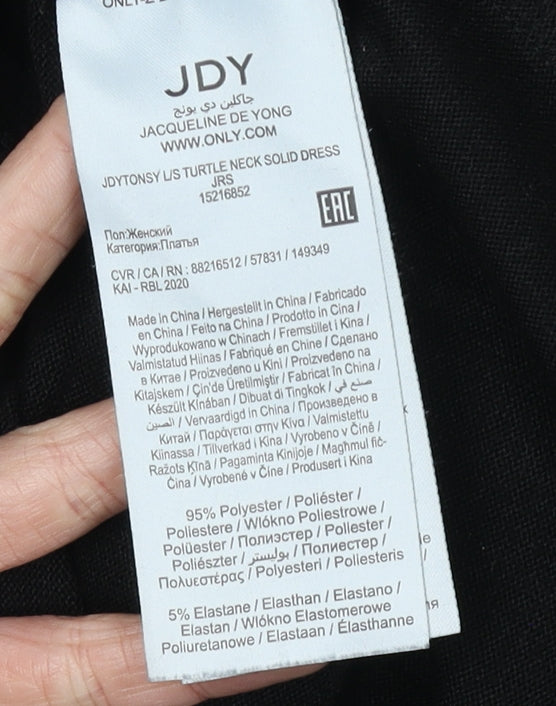 JDY
جاكلين دي يونج
JACQUELINE DE YONG
WWW.ONLY.COM
JDYTONSY L/S TURTLE NECK SOLID DRESS
JRS
15216852
EAC
Пол:Женский
Категория:Платья
CVR / CA / RN : 88216512 / 57831 / 149349
KAI - RBL 2020
Made in China / Hergestellt in China / Fabricado
en China / Feito na China / Prodotto in Cina /
Wyprodukowano w Chinach / Fremstillet i Kina /
Valmistatud Hiinas / Fabriqué en Chine / Сделано
в Китае / Proizvedeno u Kini / Proizvedeno na
Kitajskem / Çin'de Üretilmiştir / Fabricat în China /
Készült Kínában / Dibuat di Tingkok / صنع في
الصين / Vervaardigd in China / Произведено в
Китай / Παράγεται στην Κίνα / Valmistettu
Kiinassa / Tillverkad i Kina / Vyrobeno v Číně /
Ražots Ķīnā / Pagaminta Kinijoje / Magħmul fiċ-
Ċina / Vyrobené v Číne / Produsert i Kina
95% Polyester / Poliéster /
Poliestere / Włókno Poliestrowe /
Polüester / Полиэстер / Poliester /
Poliészter / بوليستر / Полиестер /
Πολυεστέρας / Polyesteri / Poliesteris
5% Elastane / Elasthan / Elastano /
Elastan / Włókno Elastomerowe
Poliuretanowe / Elastaan / Élasthanne